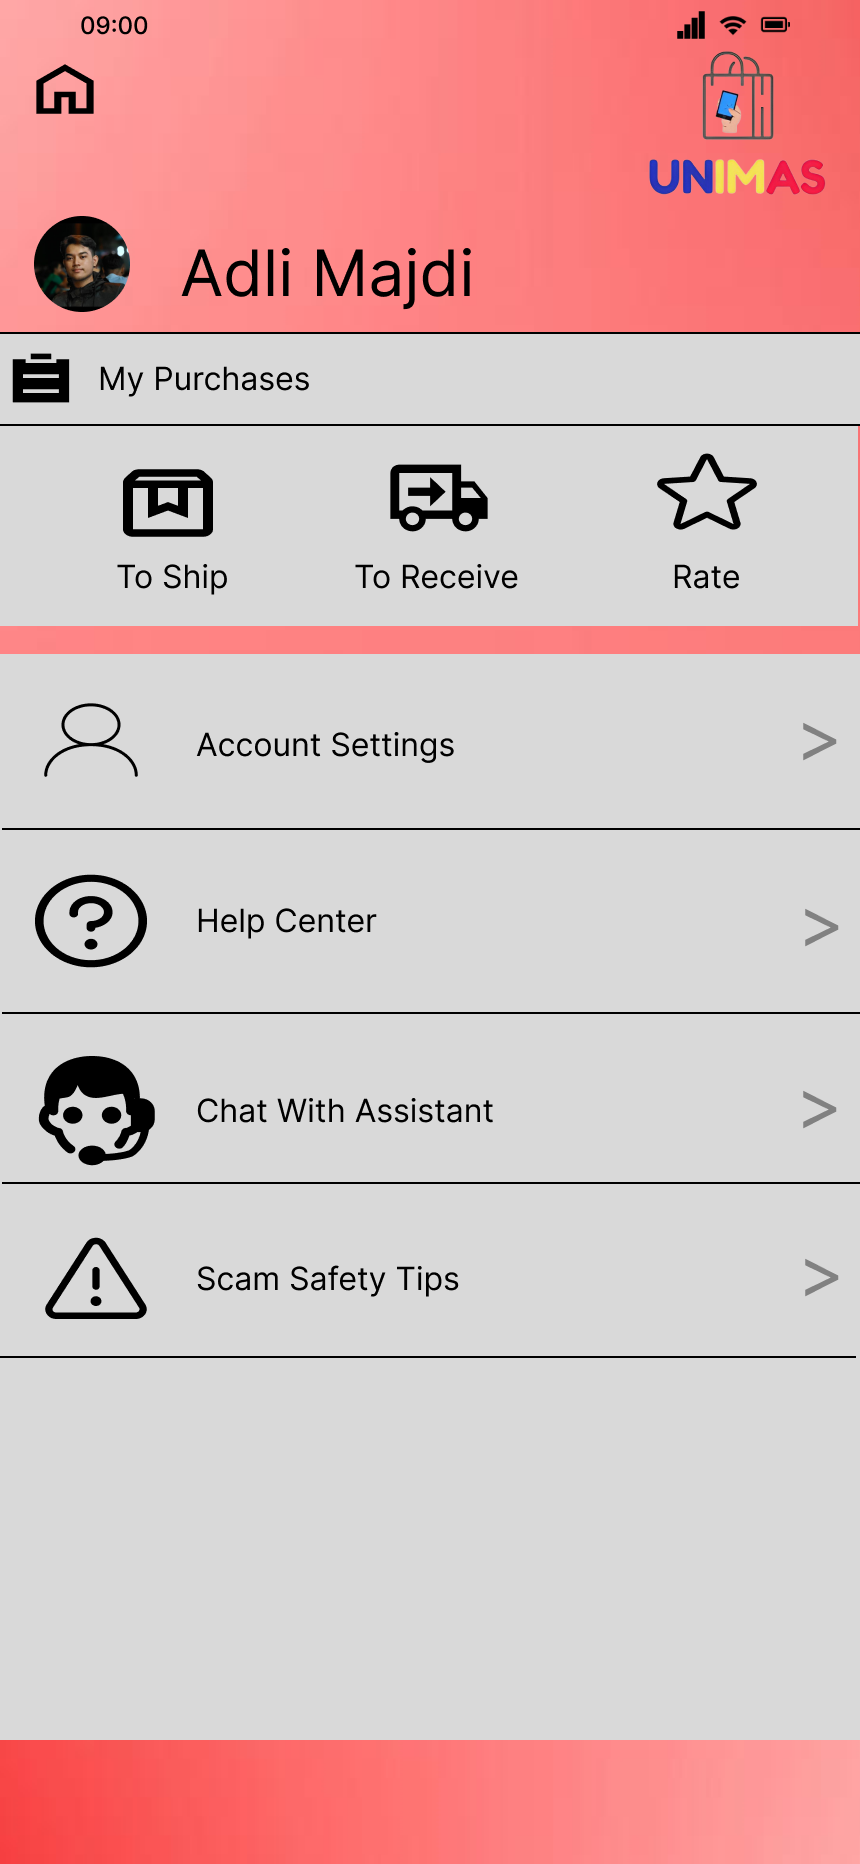 09:00
UNIMAS
Adli Majdi
My Purchases
To Ship
To Receive
Rate
Account Settings
>
Help Center
>
Chat With Assistant
>
Scam Safety Tips
>